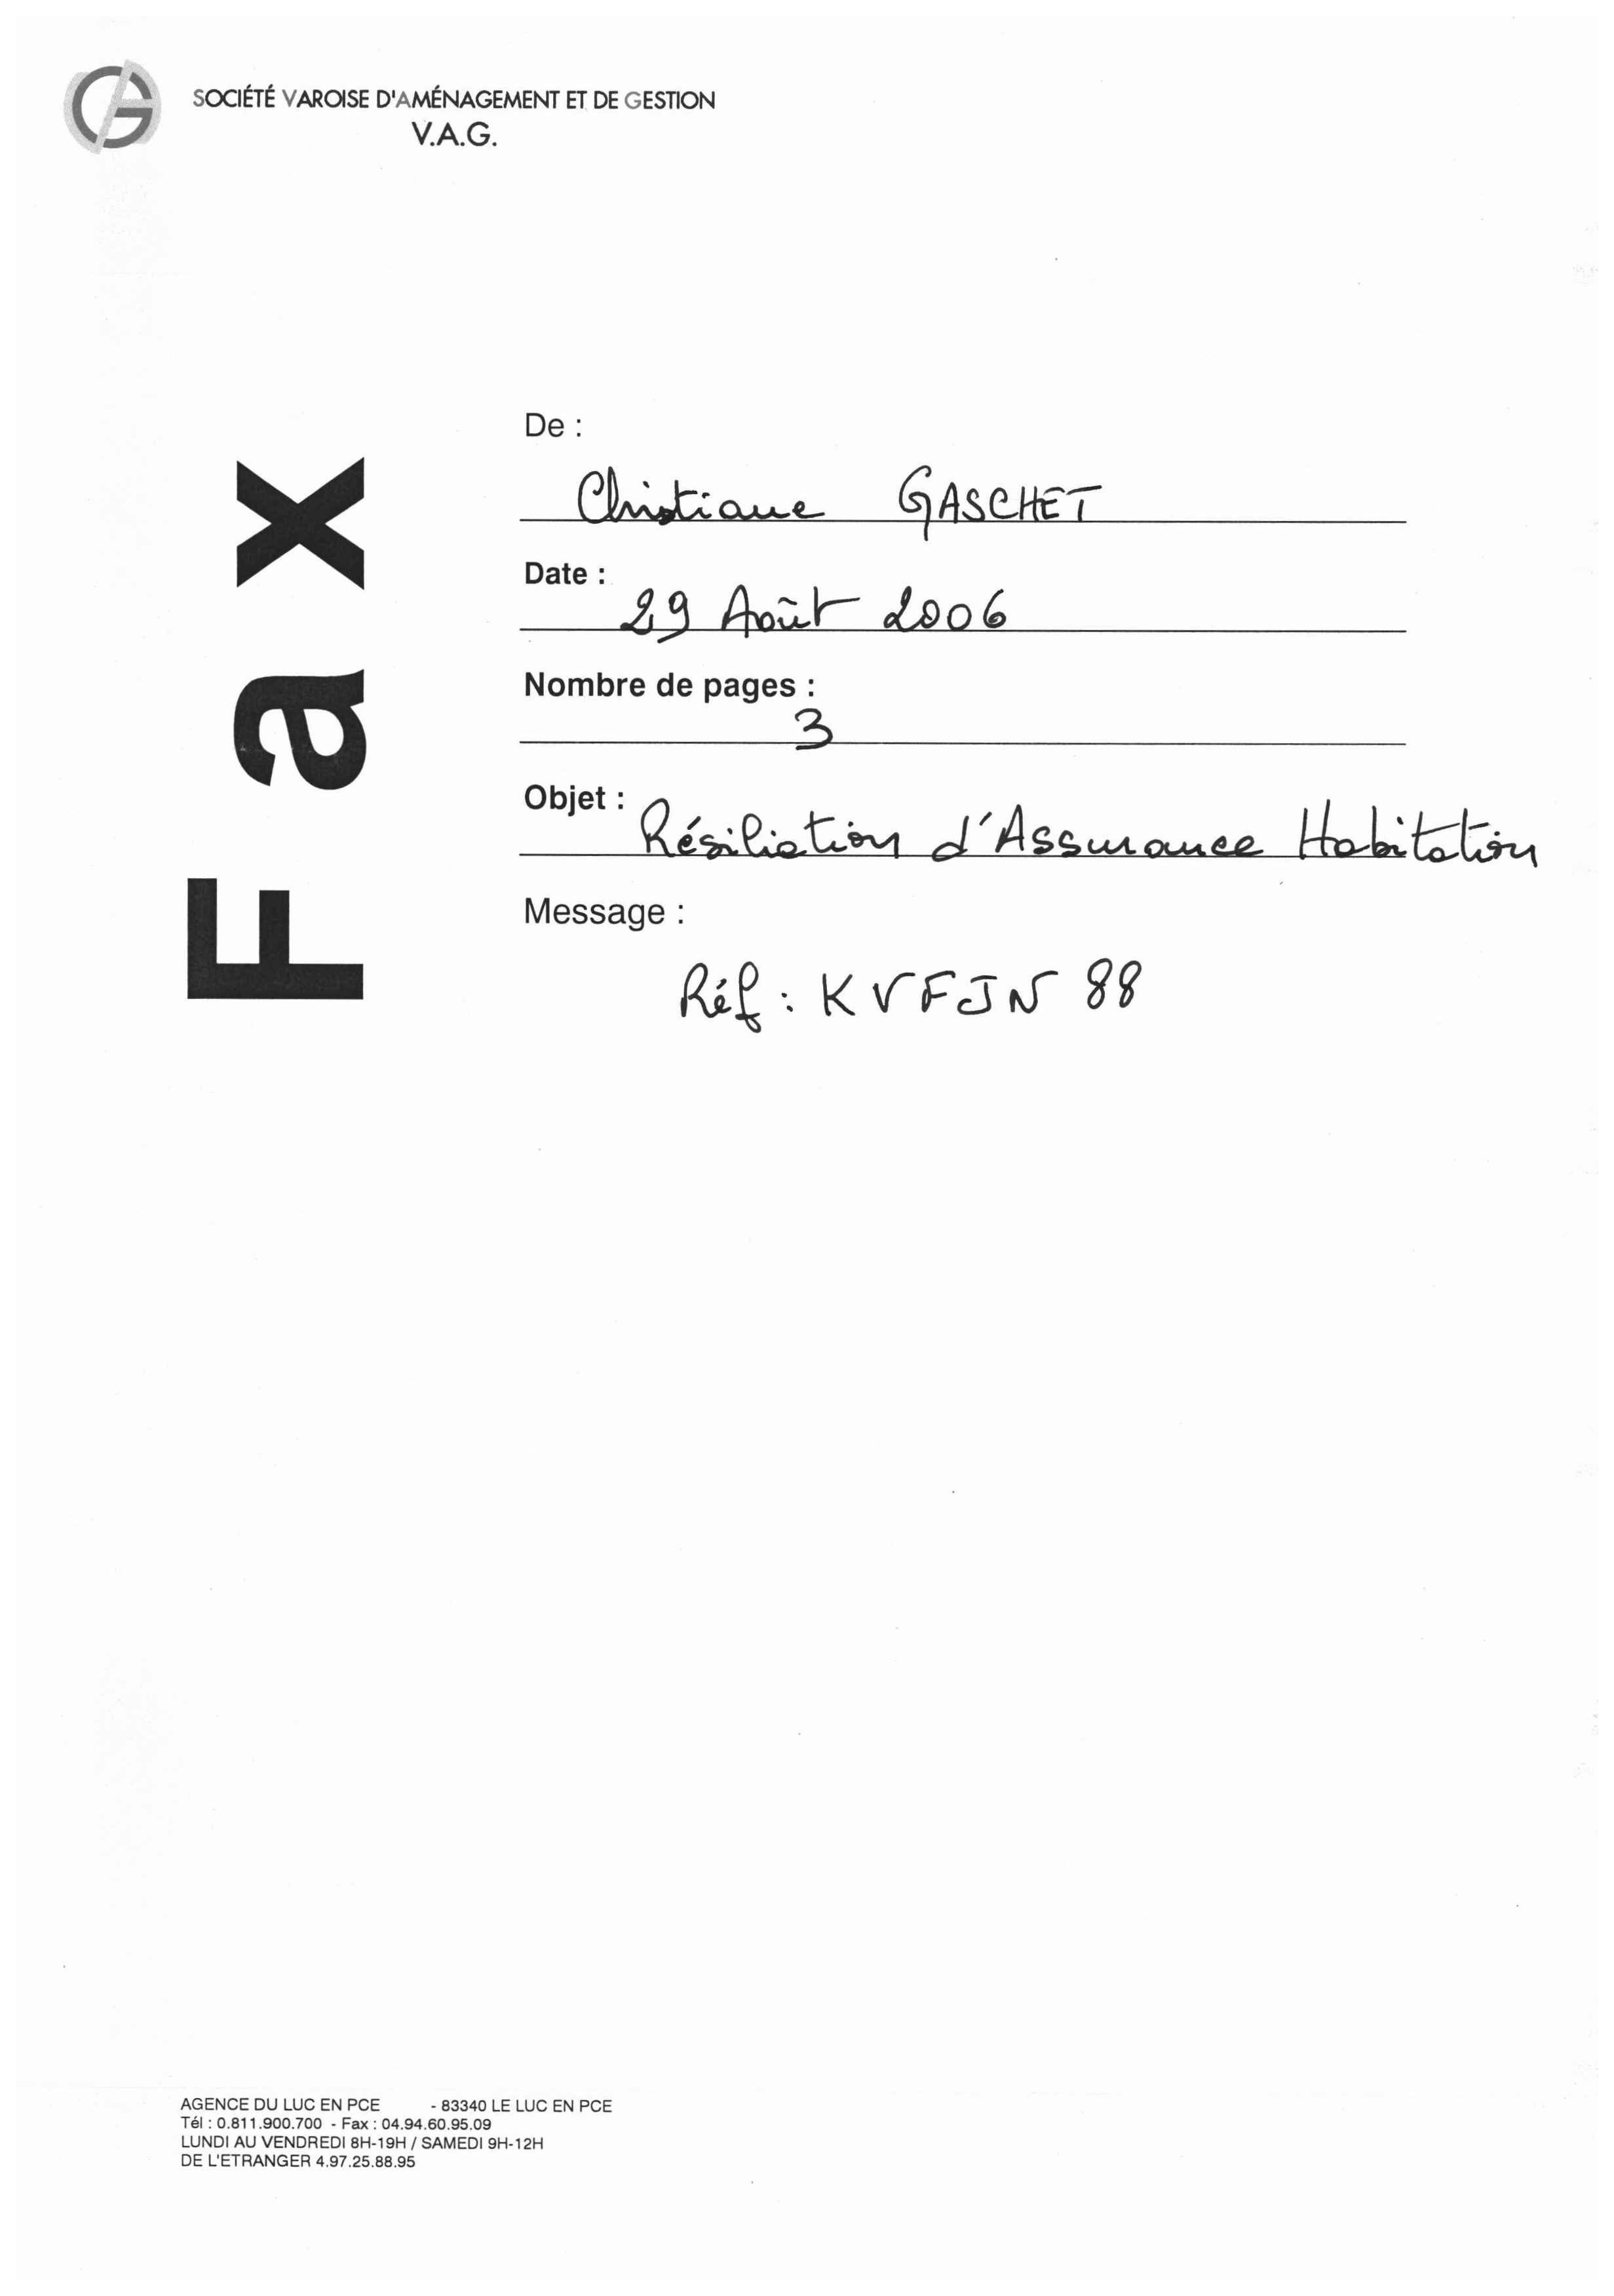 SOCIÉTÉ VAROISE D'AMÉNAGEMENT ET DE GESTION
V.A.G.
Fax
De :
Christiane GASCHET
Date :
29 Août 2006
Nombre de pages :
3
Objet :
Résiliation d'Assurance Habitation
Message :
Réf : KVFJN 88
AGENCE DU LUC EN PCE - 83340 LE LUC EN PCE
Tél : 0.811.900.700 - Fax : 04.94.60.95.09
LUNDI AU VENDREDI 8H-19H / SAMEDI 9H-12H
DE L'ETRANGER 4.97.25.88.95